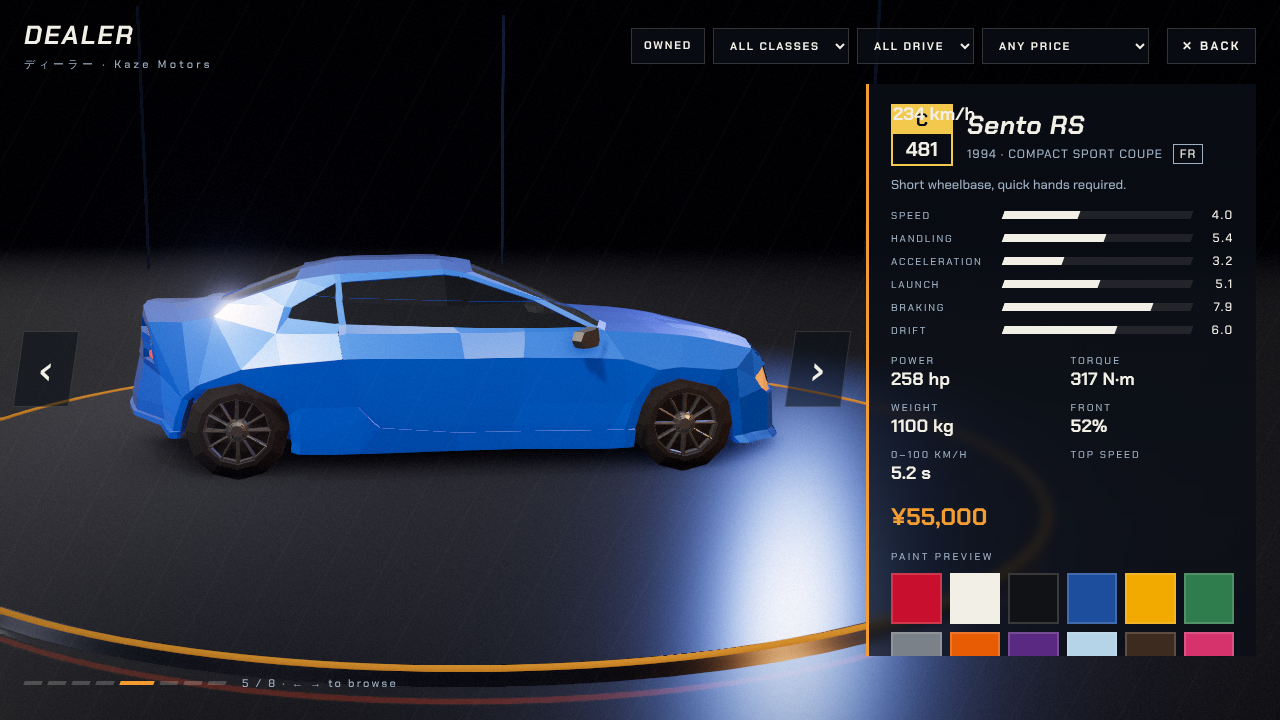 DEALER
ディーラー · Kaze Motors
OWNED
ALL CLASSES
ALL DRIVE
ANY PRICE
✕ BACK
234 km/h
C
481
Sento RS
1994 · COMPACT SPORT COUPE FR
Short wheelbase, quick hands required.
SPEED 4.0
HANDLING 5.4
ACCELERATION 3.2
LAUNCH 5.1
BRAKING 7.9
DRIFT 6.0
POWER
258 hp
TORQUE
317 N·m
WEIGHT
1100 kg
FRONT
52%
0–100 KM/H
5.2 s
TOP SPEED
¥55,000
PAINT PREVIEW
‹
›
5 / 8 · ← → to browse